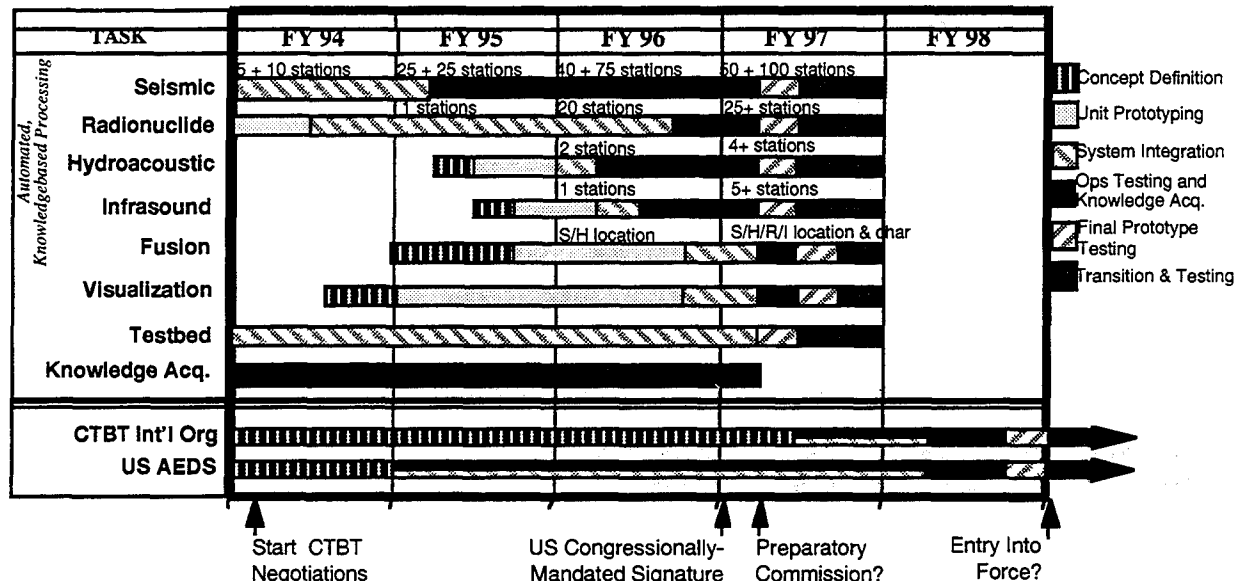 TASK FY 94 FY 95 FY 96 FY 97 FY 98
Automated,
Knowledgebased Processing
5 + 10 stations 25 + 25 stations 40 + 75 stations 50 + 100 stations
Seismic
11 stations 20 stations 25+ stations
Radionuclide
2 stations 4+ stations
Hydroacoustic
1 stations 5+ stations
Infrasound
S/H location S/H/R/I location & char
Fusion
Visualization
Testbed
Knowledge Acq.
CTBT Int'l Org
US AEDS
Concept Definition
Unit Prototyping
System Integration
Ops Testing and
Knowledge Acq.
Final Prototype
Testing
Transition & Testing
Start CTBT
Negotiations
US Congressionally-
Mandated Signature
Preparatory
Commission?
Entry Into
Force?